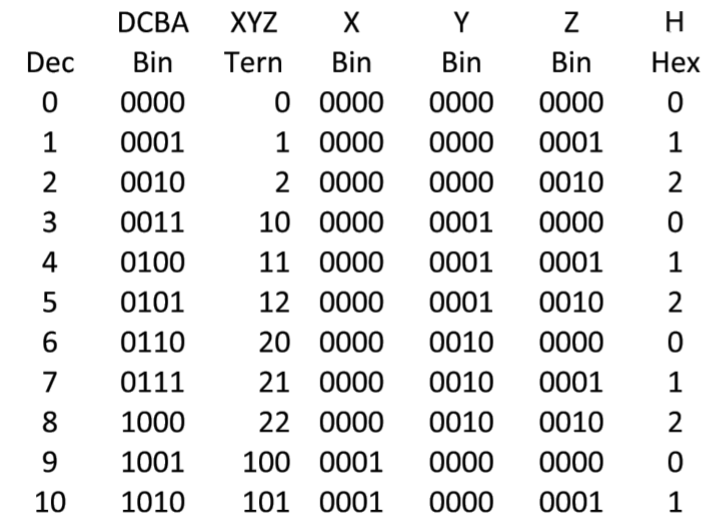 DCBA XYZ X Y Z H
Dec Bin Tern Bin Bin Bin Hex
0 0000 0 0000 0000 0000 0
1 0001 1 0000 0000 0001 1
2 0010 2 0000 0000 0010 2
3 0011 10 0000 0001 0000 0
4 0100 11 0000 0001 0001 1
5 0101 12 0000 0001 0010 2
6 0110 20 0000 0010 0000 0
7 0111 21 0000 0010 0001 1
8 1000 22 0000 0010 0010 2
9 1001 100 0001 0000 0000 0
10 1010 101 0001 0000 0001 1